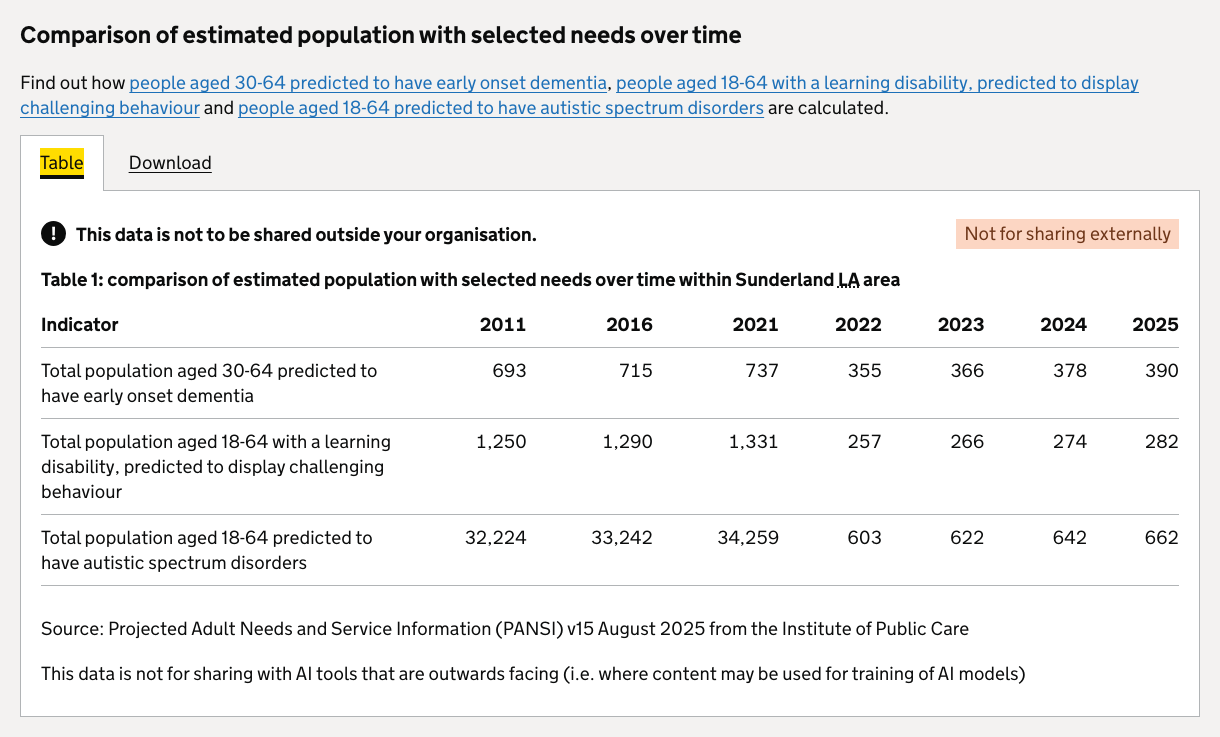 Comparison of estimated population with selected needs over time
Find out how people aged 30-64 predicted to have early onset dementia, people aged 18-64 with a learning disability, predicted to display
challenging behaviour and people aged 18-64 predicted to have autistic spectrum disorders are calculated.
Table Download
! This data is not to be shared outside your organisation. Not for sharing externally
Table 1: comparison of estimated population with selected needs over time within Sunderland LA area
Indicator 2011 2016 2021 2022 2023 2024 2025
Total population aged 30-64 predicted to 693 715 737 355 366 378 390
have early onset dementia
Total population aged 18-64 with a learning 1,250 1,290 1,331 257 266 274 282
disability, predicted to display challenging
behaviour
Total population aged 18-64 predicted to 32,224 33,242 34,259 603 622 642 662
have autistic spectrum disorders
Source: Projected Adult Needs and Service Information (PANSI) v15 August 2025 from the Institute of Public Care
This data is not for sharing with AI tools that are outwards facing (i.e. where content may be used for training of AI models)